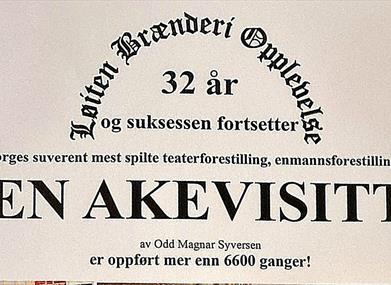 Løiten Brænderi Opplevelse
32 år
og suksessen fortsetter
orges suverent mest spilte teaterforestilling, enmannsforestilling
EN AKEVISITT
av Odd Magnar Syversen
er oppført mer enn 6600 ganger!